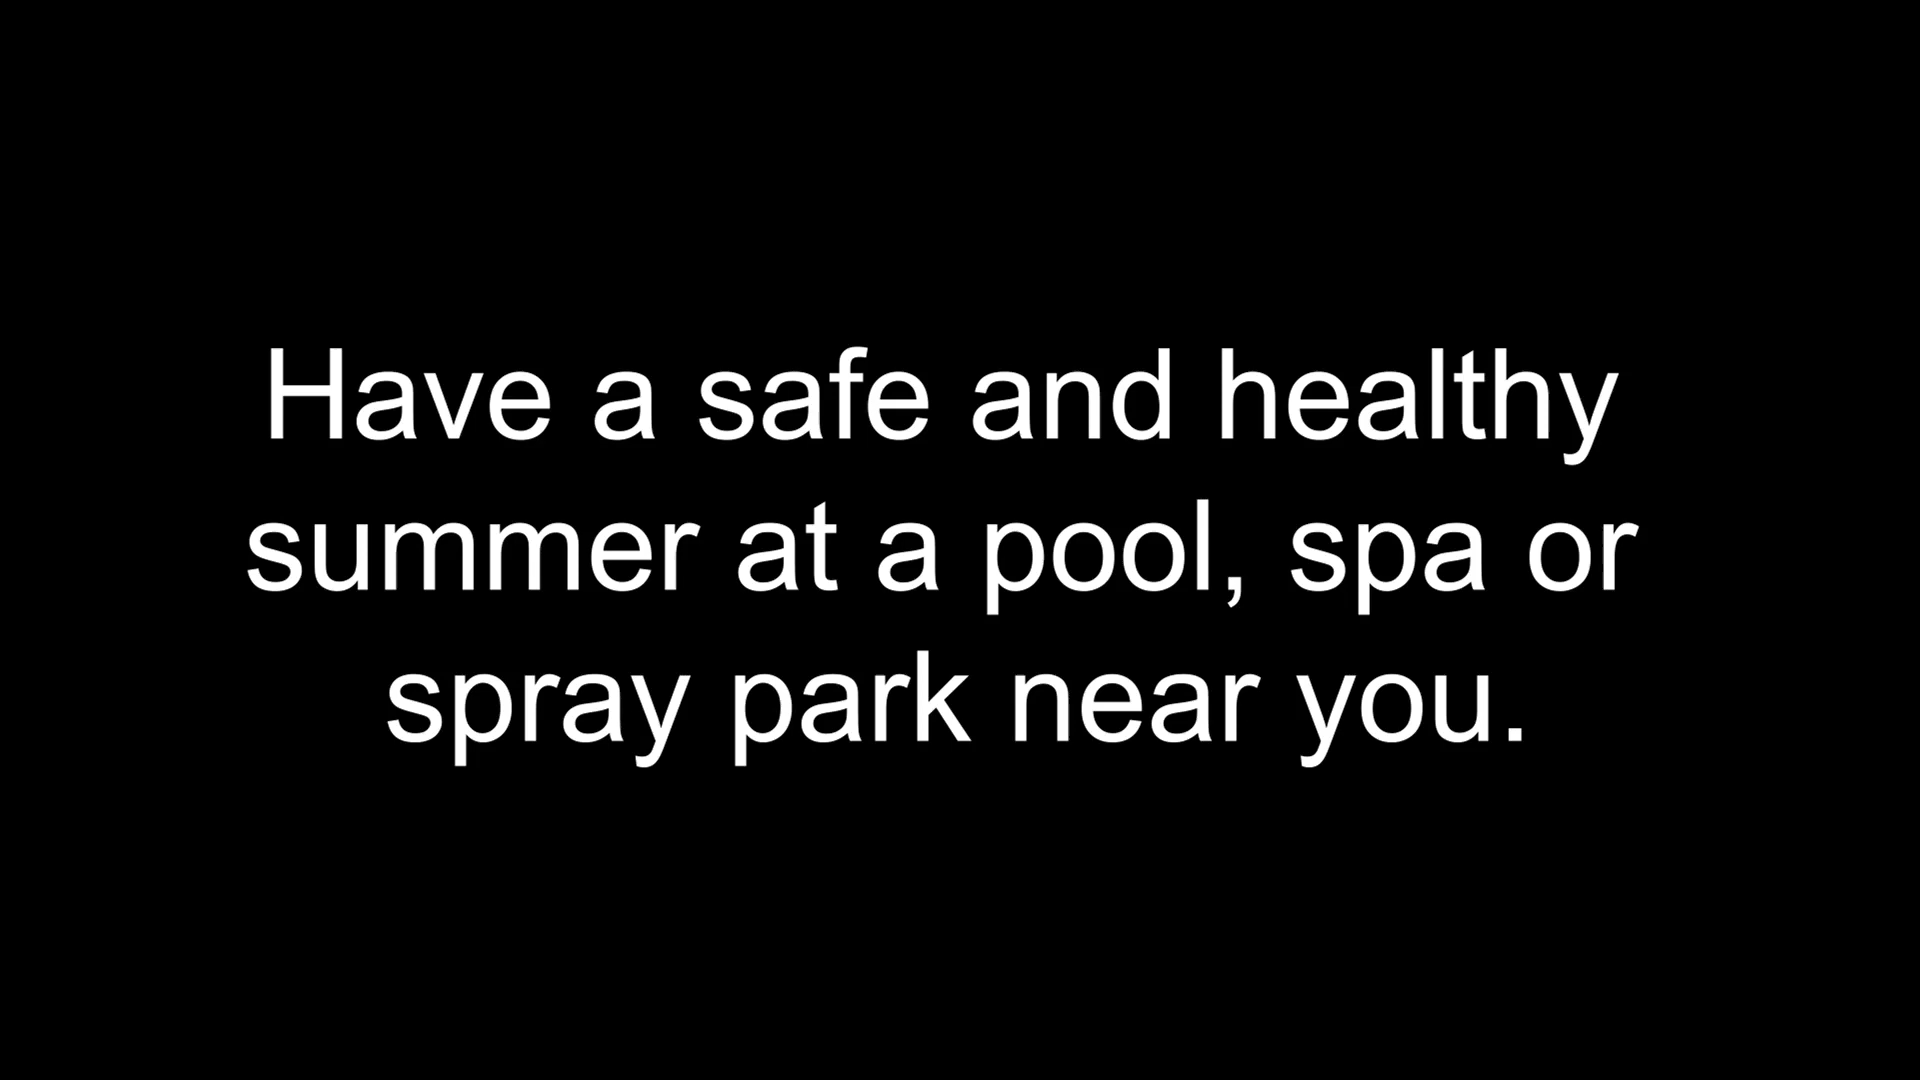 Have a safe and healthy
summer at a pool, spa or
spray park near you.